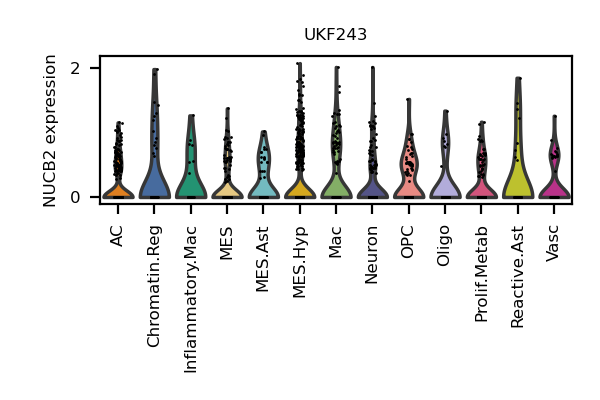 UKF243
NUCB2 expression
2
0
AC
Chromatin.Reg
Inflammatory.Mac
MES
MES.Ast
MES.Hyp
Mac
Neuron
OPC
Oligo
Prolif.Metab
Reactive.Ast
Vasc